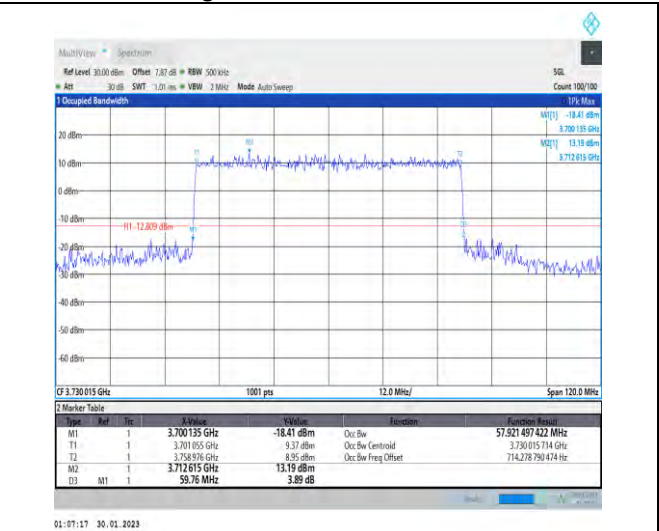 MultiView Spectrum
Ref Level 30.00 dBm Offset 7.87 dB RBW 500 kHz SGL
Att 30 dB SWT 1.01 ms VBW 2 MHz Mode Auto Sweep Count 100/100
1 Occupied Bandwidth 1Pk Max
M1[1] -18.41 dBm
3.700 135 GHz
20 dBm
M2[1] 13.19 dBm
3.712 615 GHz
T1 M2 T2
10 dBm
0 dBm
-10 dBm
H1 -12.809 dBm M1 D3
-20 dBm
-30 dBm
-40 dBm
-50 dBm
-60 dBm
CF 3.730 015 GHz 1001 pts 12.0 MHz/ Span 120.0 MHz
2 Marker Table
Type Ref Trc X-Value Y-Value Function Function Result
M1 1 3.700 135 GHz -18.41 dBm Occ Bw 57.921 497 422 MHz
T1 1 3.701 055 GHz 9.37 dBm Occ Bw Centroid 3.730 015 714 GHz
T2 1 3.758 976 GHz 8.95 dBm Occ Bw Freq Offset 714.278 790 474 Hz
M2 1 3.712 615 GHz 13.19 dBm
D3 M1 1 59.76 MHz 3.89 dB
01:07:17 30.01.2023